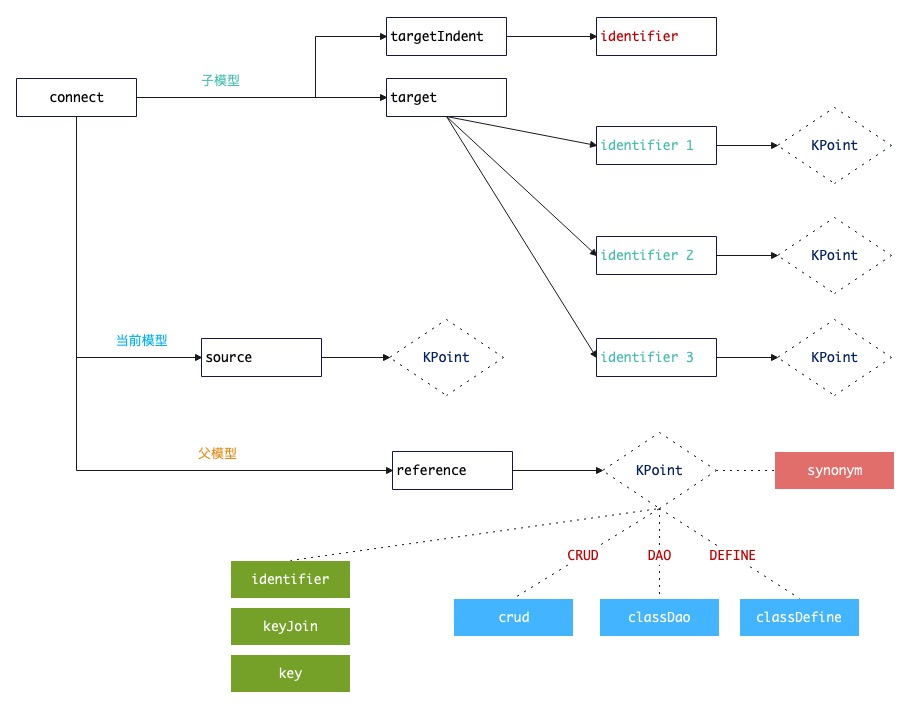 targetIndent
identifier
子模型
connect
target
identifier 1
KPoint
identifier 2
KPoint
当前模型
source
KPoint
identifier 3
KPoint
父模型
reference
KPoint
synonym
CRUD
DAO
DEFINE
identifier
crud
classDao
classDefine
keyJoin
key